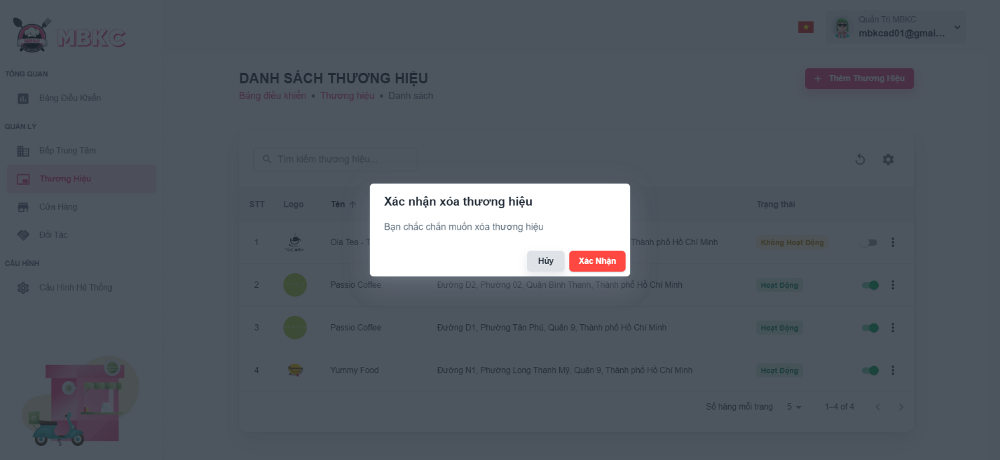 MBKC
MBKC
Quản Trị MBKC
mbkcad01@gmai...
TỔNG QUAN
Bảng Điều Khiển
QUẢN LÝ
Bếp Trung Tâm
Thương Hiệu
Cửa Hàng
Đối Tác
CẤU HÌNH
Cấu Hình Hệ Thống
DANH SÁCH THƯƠNG HIỆU
Bảng điều khiển • Thương hiệu • Danh sách
+ Thêm Thương Hiệu
Tìm kiếm thương hiệu...
STT Logo Tên ↑ Trạng thái
Xác nhận xóa thương hiệu
Bạn chắc chắn muốn xóa thương hiệu
Hủy Xác Nhận
1 Ola Tea - T Thành phố Hồ Chí Minh Không Hoạt Động
2 Passio Coffee Đường D2, Phường 02, Quận Bình Thạnh, Thành phố Hồ Chí Minh Hoạt Động
3 Passio Coffee Đường D1, Phường Tân Phú, Quận 9, Thành phố Hồ Chí Minh Hoạt Động
4 Yummy Food Đường N1, Phường Long Thạnh Mỹ, Quận 9, Thành phố Hồ Chí Minh Hoạt Động
Số hàng mỗi trang 5 1–4 of 4